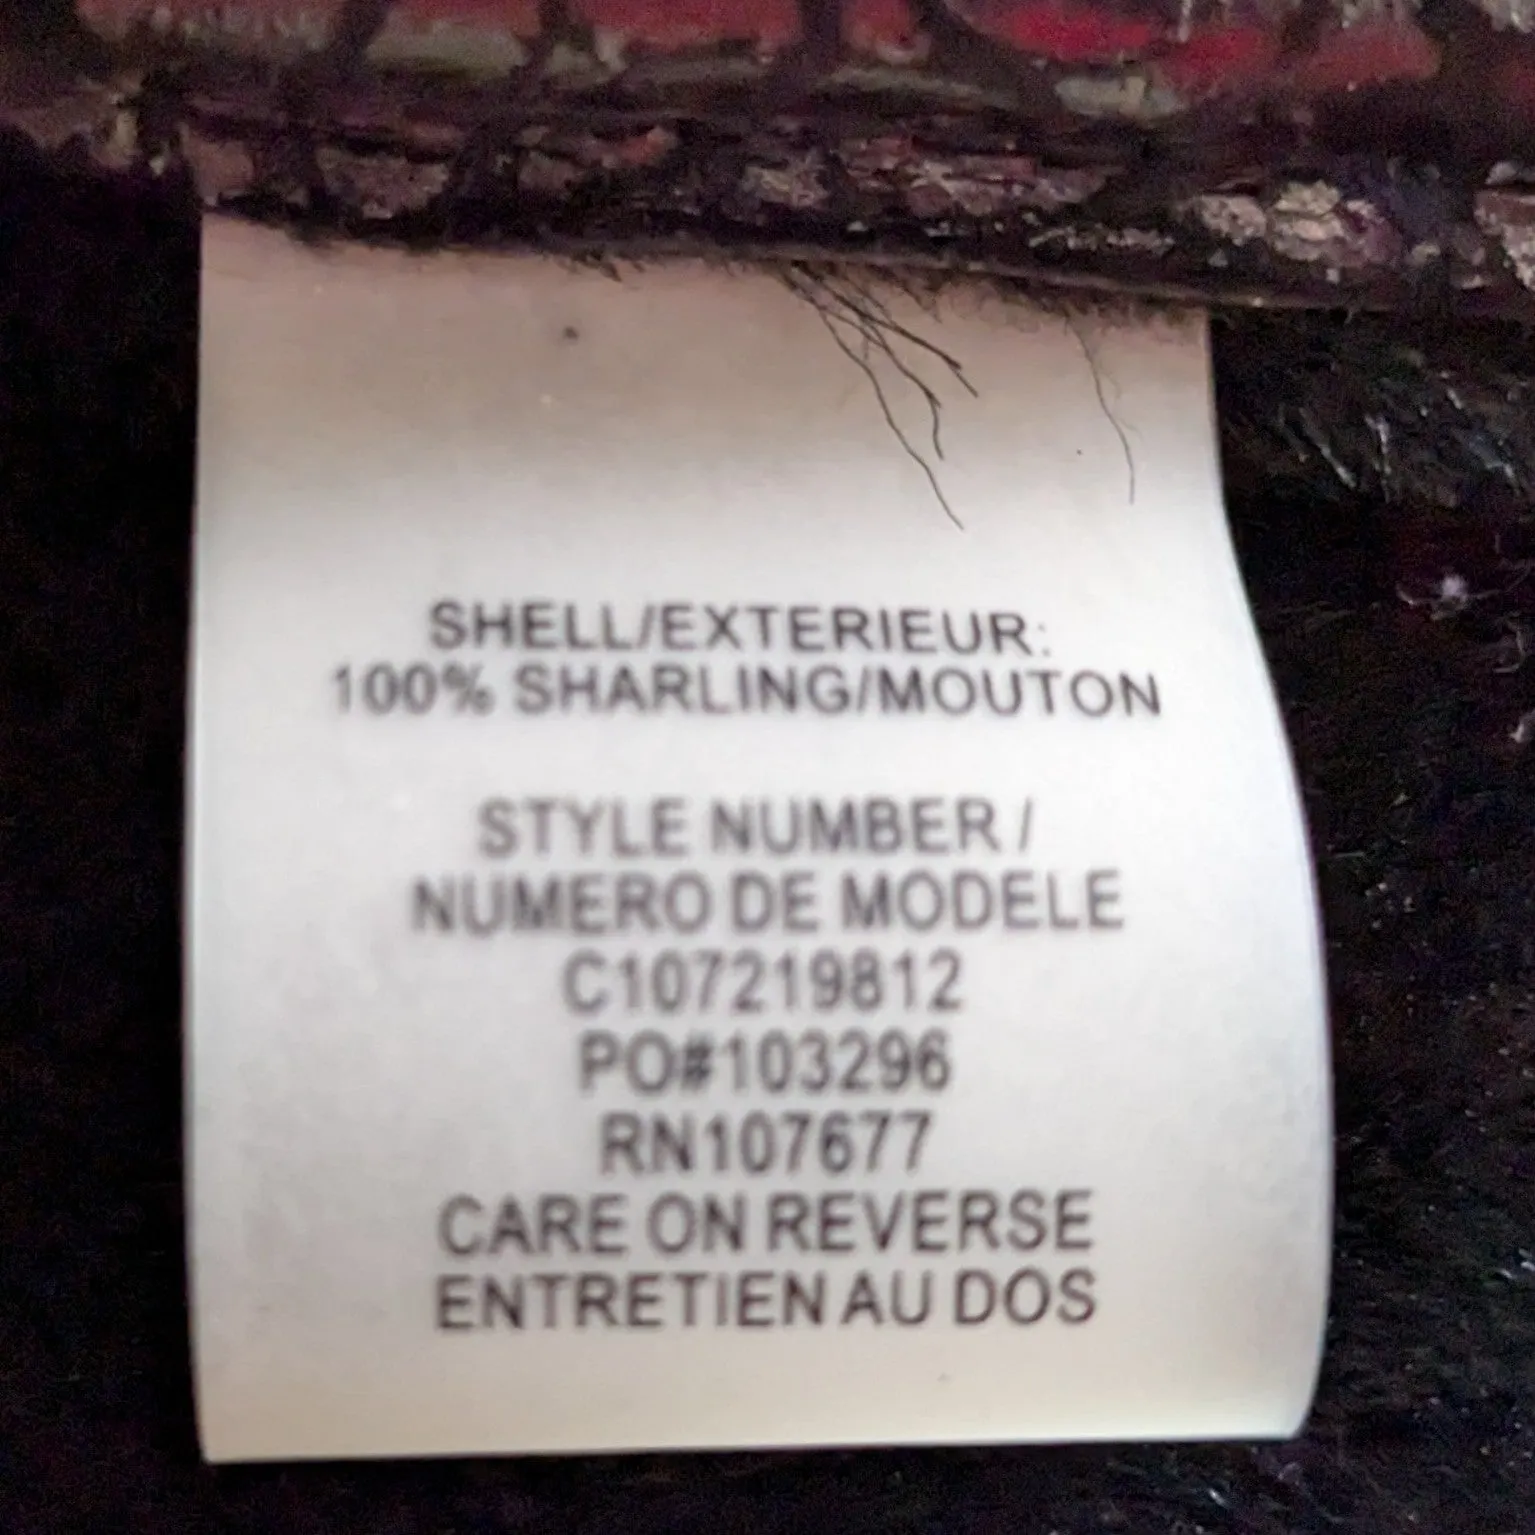 SHELL/EXTERIEUR:
100% SHARLING/MOUTON
STYLE NUMBER /
NUMERO DE MODELE
C107219812
PO#103296
RN107677
CARE ON REVERSE
ENTRETIEN AU DOS